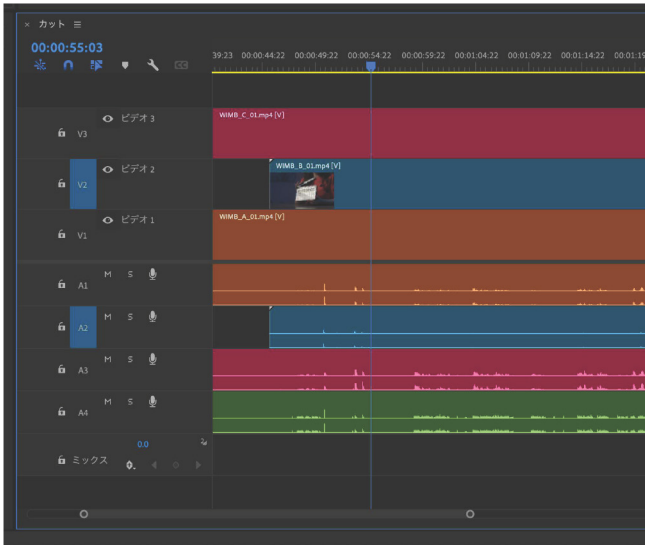 × カット ≡
00:00:55:03
39:23 00:00:44:22 00:00:49:22 00:00:54:22 00:00:59:22 00:01:04:22 00:01:09:22 00:01:14:22 00:01:19
V3 ビデオ 3 WIMB_C_01.mp4 [V]
V2 ビデオ 2 WIMB_B_01.mp4 [V]
V1 ビデオ 1 WIMB_A_01.mp4 [V]
A1 M S
A2 M S
A3 M S
A4 M S
0.0
ミックス